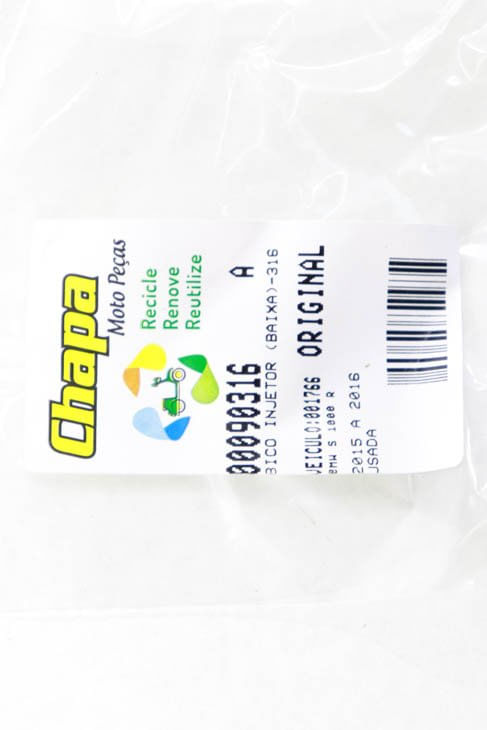 Chapa
Moto Peças
Recicle
Renove
Reutilize
00090316 A
BICO INJETOR (BAIXA)-316
VEICULO:001766 ORIGINAL
BMW S 1000 R
2015 A 2016
USADA